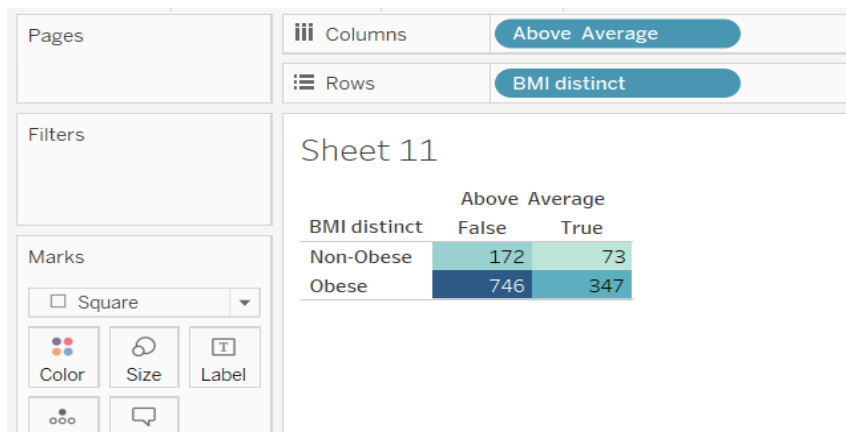 Pages
Columns
Above Average
Rows
BMI distinct
Filters
Sheet 11
Above Average
BMI distinct False True
Non-Obese 172 73
Obese 746 347
Marks
Square
Color Size Label
T